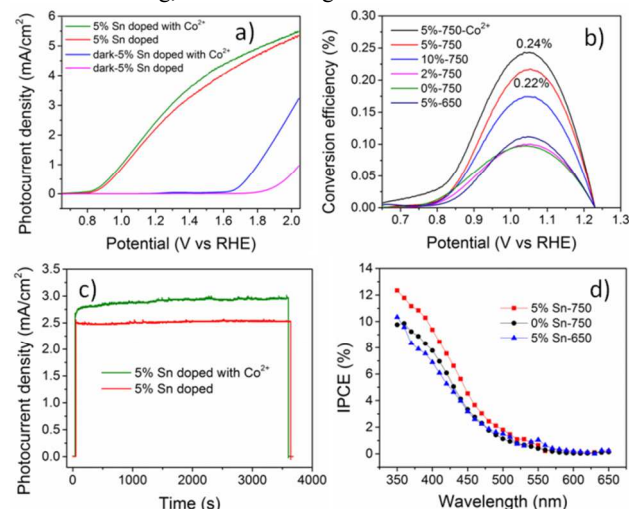 a)
5% Sn doped with Co2+
5% Sn doped
dark-5% Sn doped with Co2+
dark-5% Sn doped
Photocurrent density (mA/cm2)
6
5
4
3
2
1
0
0.8 1.0 1.2 1.4 1.6 1.8 2.0
Potential (V vs RHE)
b)
5%-750-Co2+
5%-750
10%-750
2%-750
0%-750
5%-650
0.24%
0.22%
Conversion efficiency (%)
0.30
0.25
0.20
0.15
0.10
0.05
0.00
0.7 0.8 0.9 1.0 1.1 1.2 1.3
Potential (V vs RHE)
c)
5% Sn doped with Co2+
5% Sn doped
Photocurrent density (mA/cm2)
3.5
3.0
2.5
2.0
1.5
1.0
0.5
0.0
0 1000 2000 3000 4000
Time (s)
d)
5% Sn-750
0% Sn-750
5% Sn-650
IPCE (%)
14
12
10
8
6
4
2
0
350 400 450 500 550 600 650
Wavelength (nm)